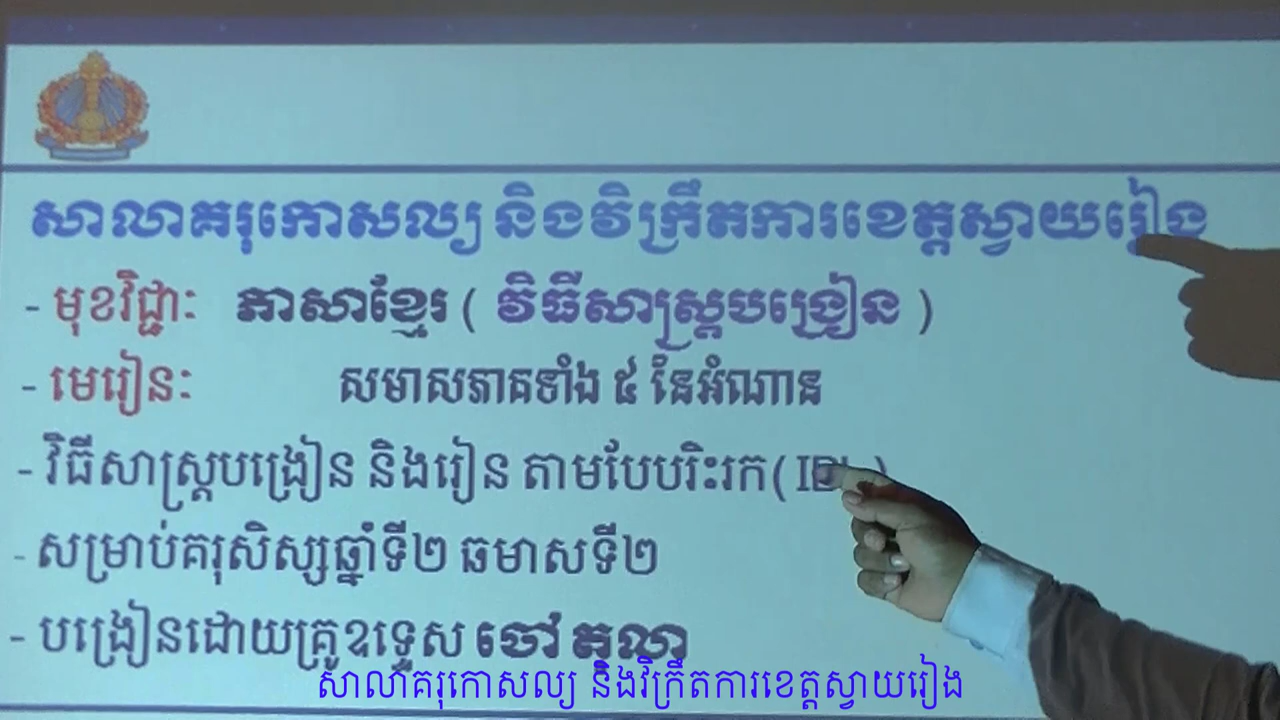 សាលាគរុកោសល្យ និងវិក្រឹតការខេត្តស្វាយរៀង
- មុខវិជ្ជាៈ ភាសាខ្មែរ ( វិធីសាស្ត្របង្រៀន )
- មេរៀនៈ សមាសភាគទាំង ៥ នៃអំណាន
- វិធីសាស្ត្របង្រៀន និងរៀន តាមបែបរិះរក( IBL )
- សម្រាប់គរុសិស្សឆ្នាំទី២ ឆមាសទី២
- បង្រៀនដោយគ្រូឧទ្ទេស ចៅ តុលា
សាលាគរុកោសល្យ និងវិក្រឹតការខេត្តស្វាយរៀង